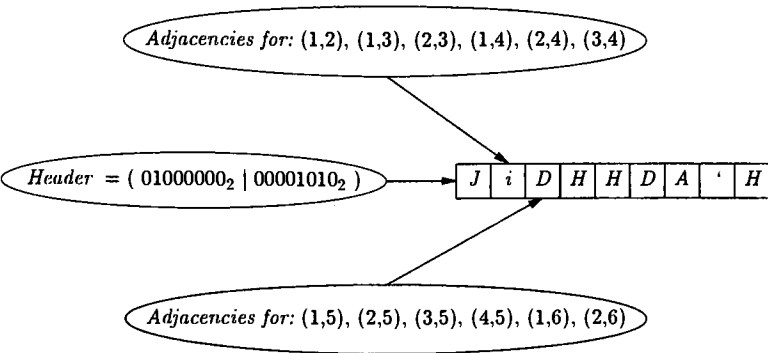 Adjacencies for: (1,2), (1,3), (2,3), (1,4), (2,4), (3,4)
Header = ( 01000000₂ | 00001010₂ ) J i D H H D A ‘ H
Adjacencies for: (1,5), (2,5), (3,5), (4,5), (1,6), (2,6)